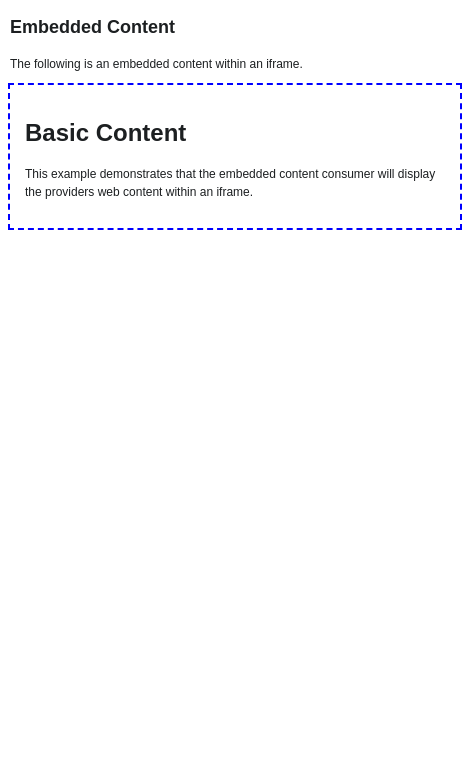 Embedded Content
The following is an embedded content within an iframe.
Basic Content
This example demonstrates that the embedded content consumer will display
the providers web content within an iframe.